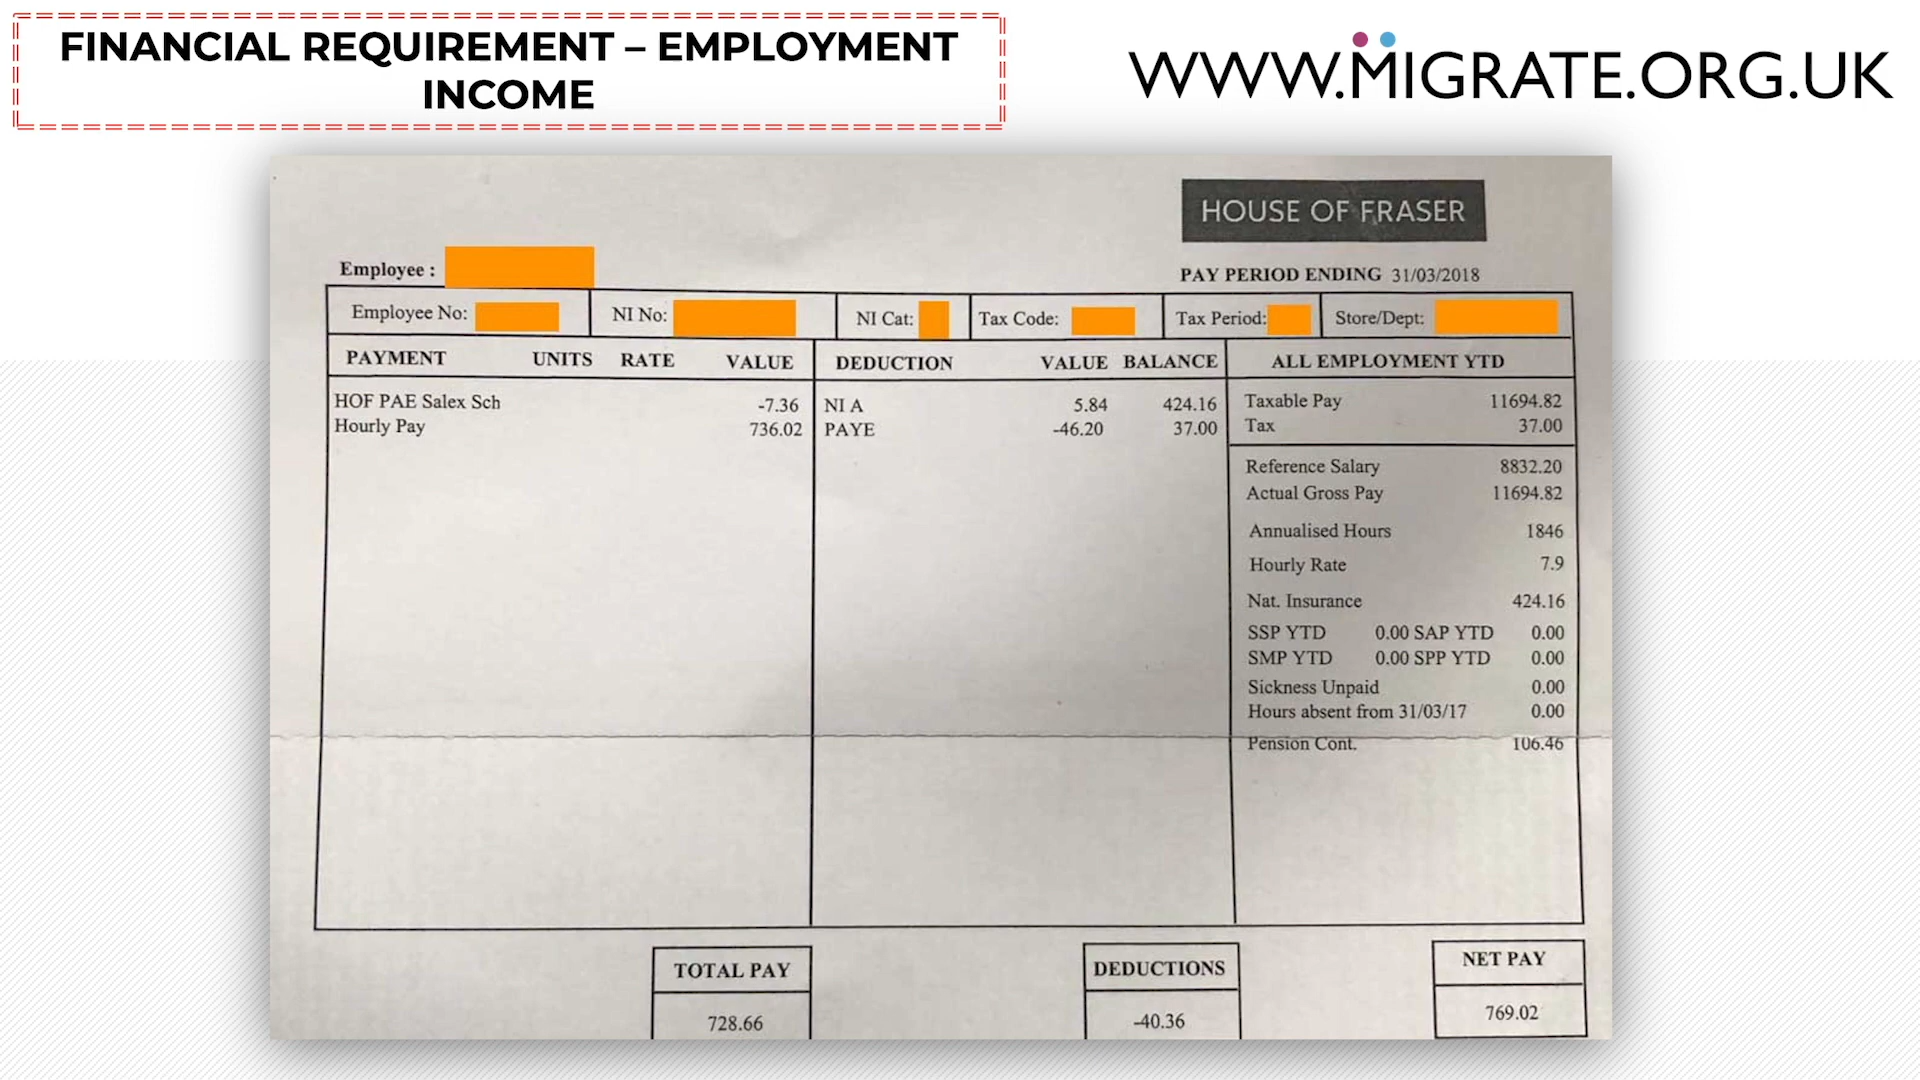 FINANCIAL REQUIREMENT – EMPLOYMENT
INCOME
WWW.MIGRATE.ORG.UK
HOUSE OF FRASER
Employee :
PAY PERIOD ENDING 31/03/2018
Employee No: NI No: NI Cat: Tax Code: Tax Period: Store/Dept:
PAYMENT UNITS RATE VALUE DEDUCTION VALUE BALANCE ALL EMPLOYMENT YTD
HOF PAE Salex Sch -7.36 NI A 5.84 424.16 Taxable Pay 11694.82
Hourly Pay 736.02 PAYE -46.20 37.00 Tax 37.00
Reference Salary 8832.20
Actual Gross Pay 11694.82
Annualised Hours 1846
Hourly Rate 7.9
Nat. Insurance 424.16
SSP YTD 0.00 SAP YTD 0.00
SMP YTD 0.00 SPP YTD 0.00
Sickness Unpaid 0.00
Hours absent from 31/03/17 0.00
Pension Cont. 106.46
TOTAL PAY DEDUCTIONS NET PAY
728.66 -40.36 769.02